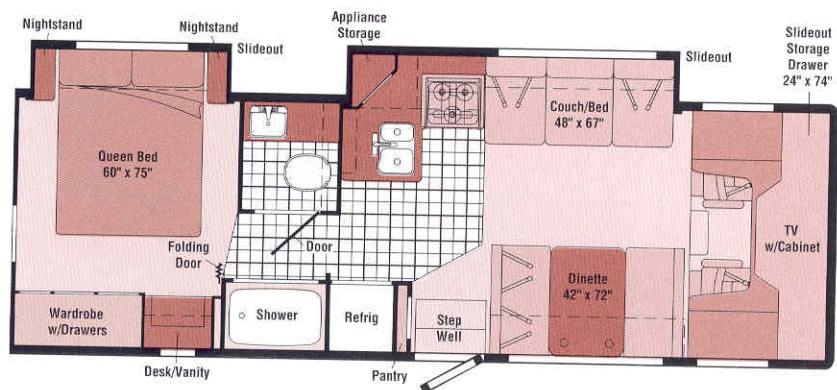 Nightstand
Nightstand
Slideout
Appliance
Storage
Slideout
Slideout
Storage
Drawer
24" x 74"
Couch/Bed
48" x 67"
Queen Bed
60" x 75"
Folding
Door
Door
TV
w/Cabinet
Dinette
42" x 72"
Wardrobe
w/Drawers
Shower
Refrig
Step
Well
Desk/Vanity
Pantry